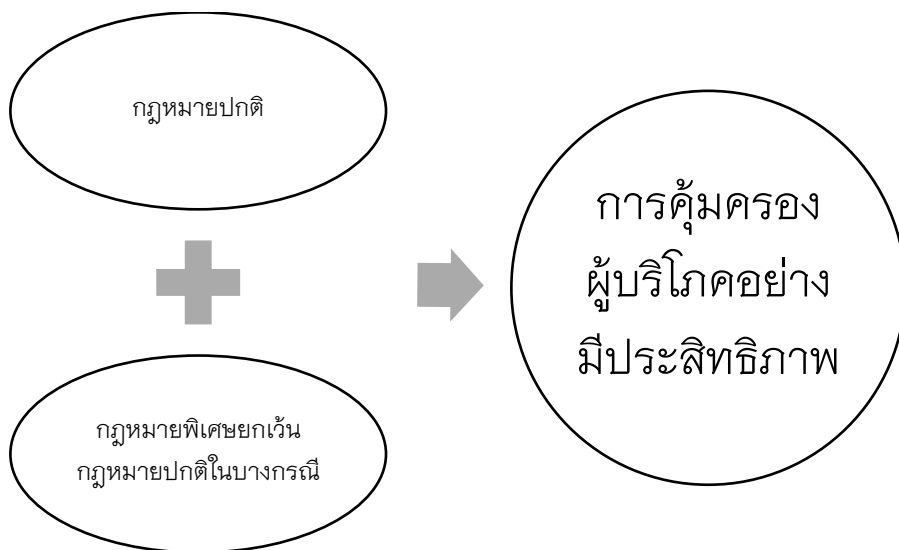 กฎหมายปกติ
กฎหมายพิเศษยกเว้น
กฎหมายปกติในบางกรณี
การคุ้มครอง
ผู้บริโภคอย่าง
มีประสิทธิภาพ